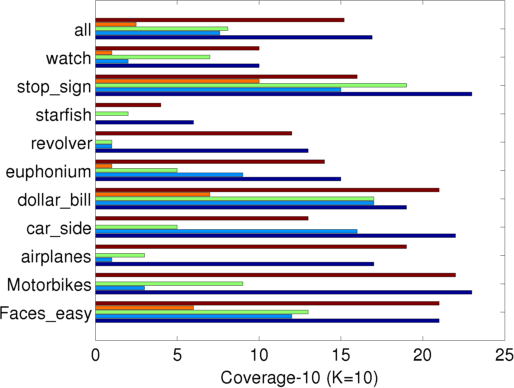 all
watch
stop_sign
starfish
revolver
euphonium
dollar_bill
car_side
airplanes
Motorbikes
Faces_easy
0 5 10 15 20 25
Coverage-10 (K=10)